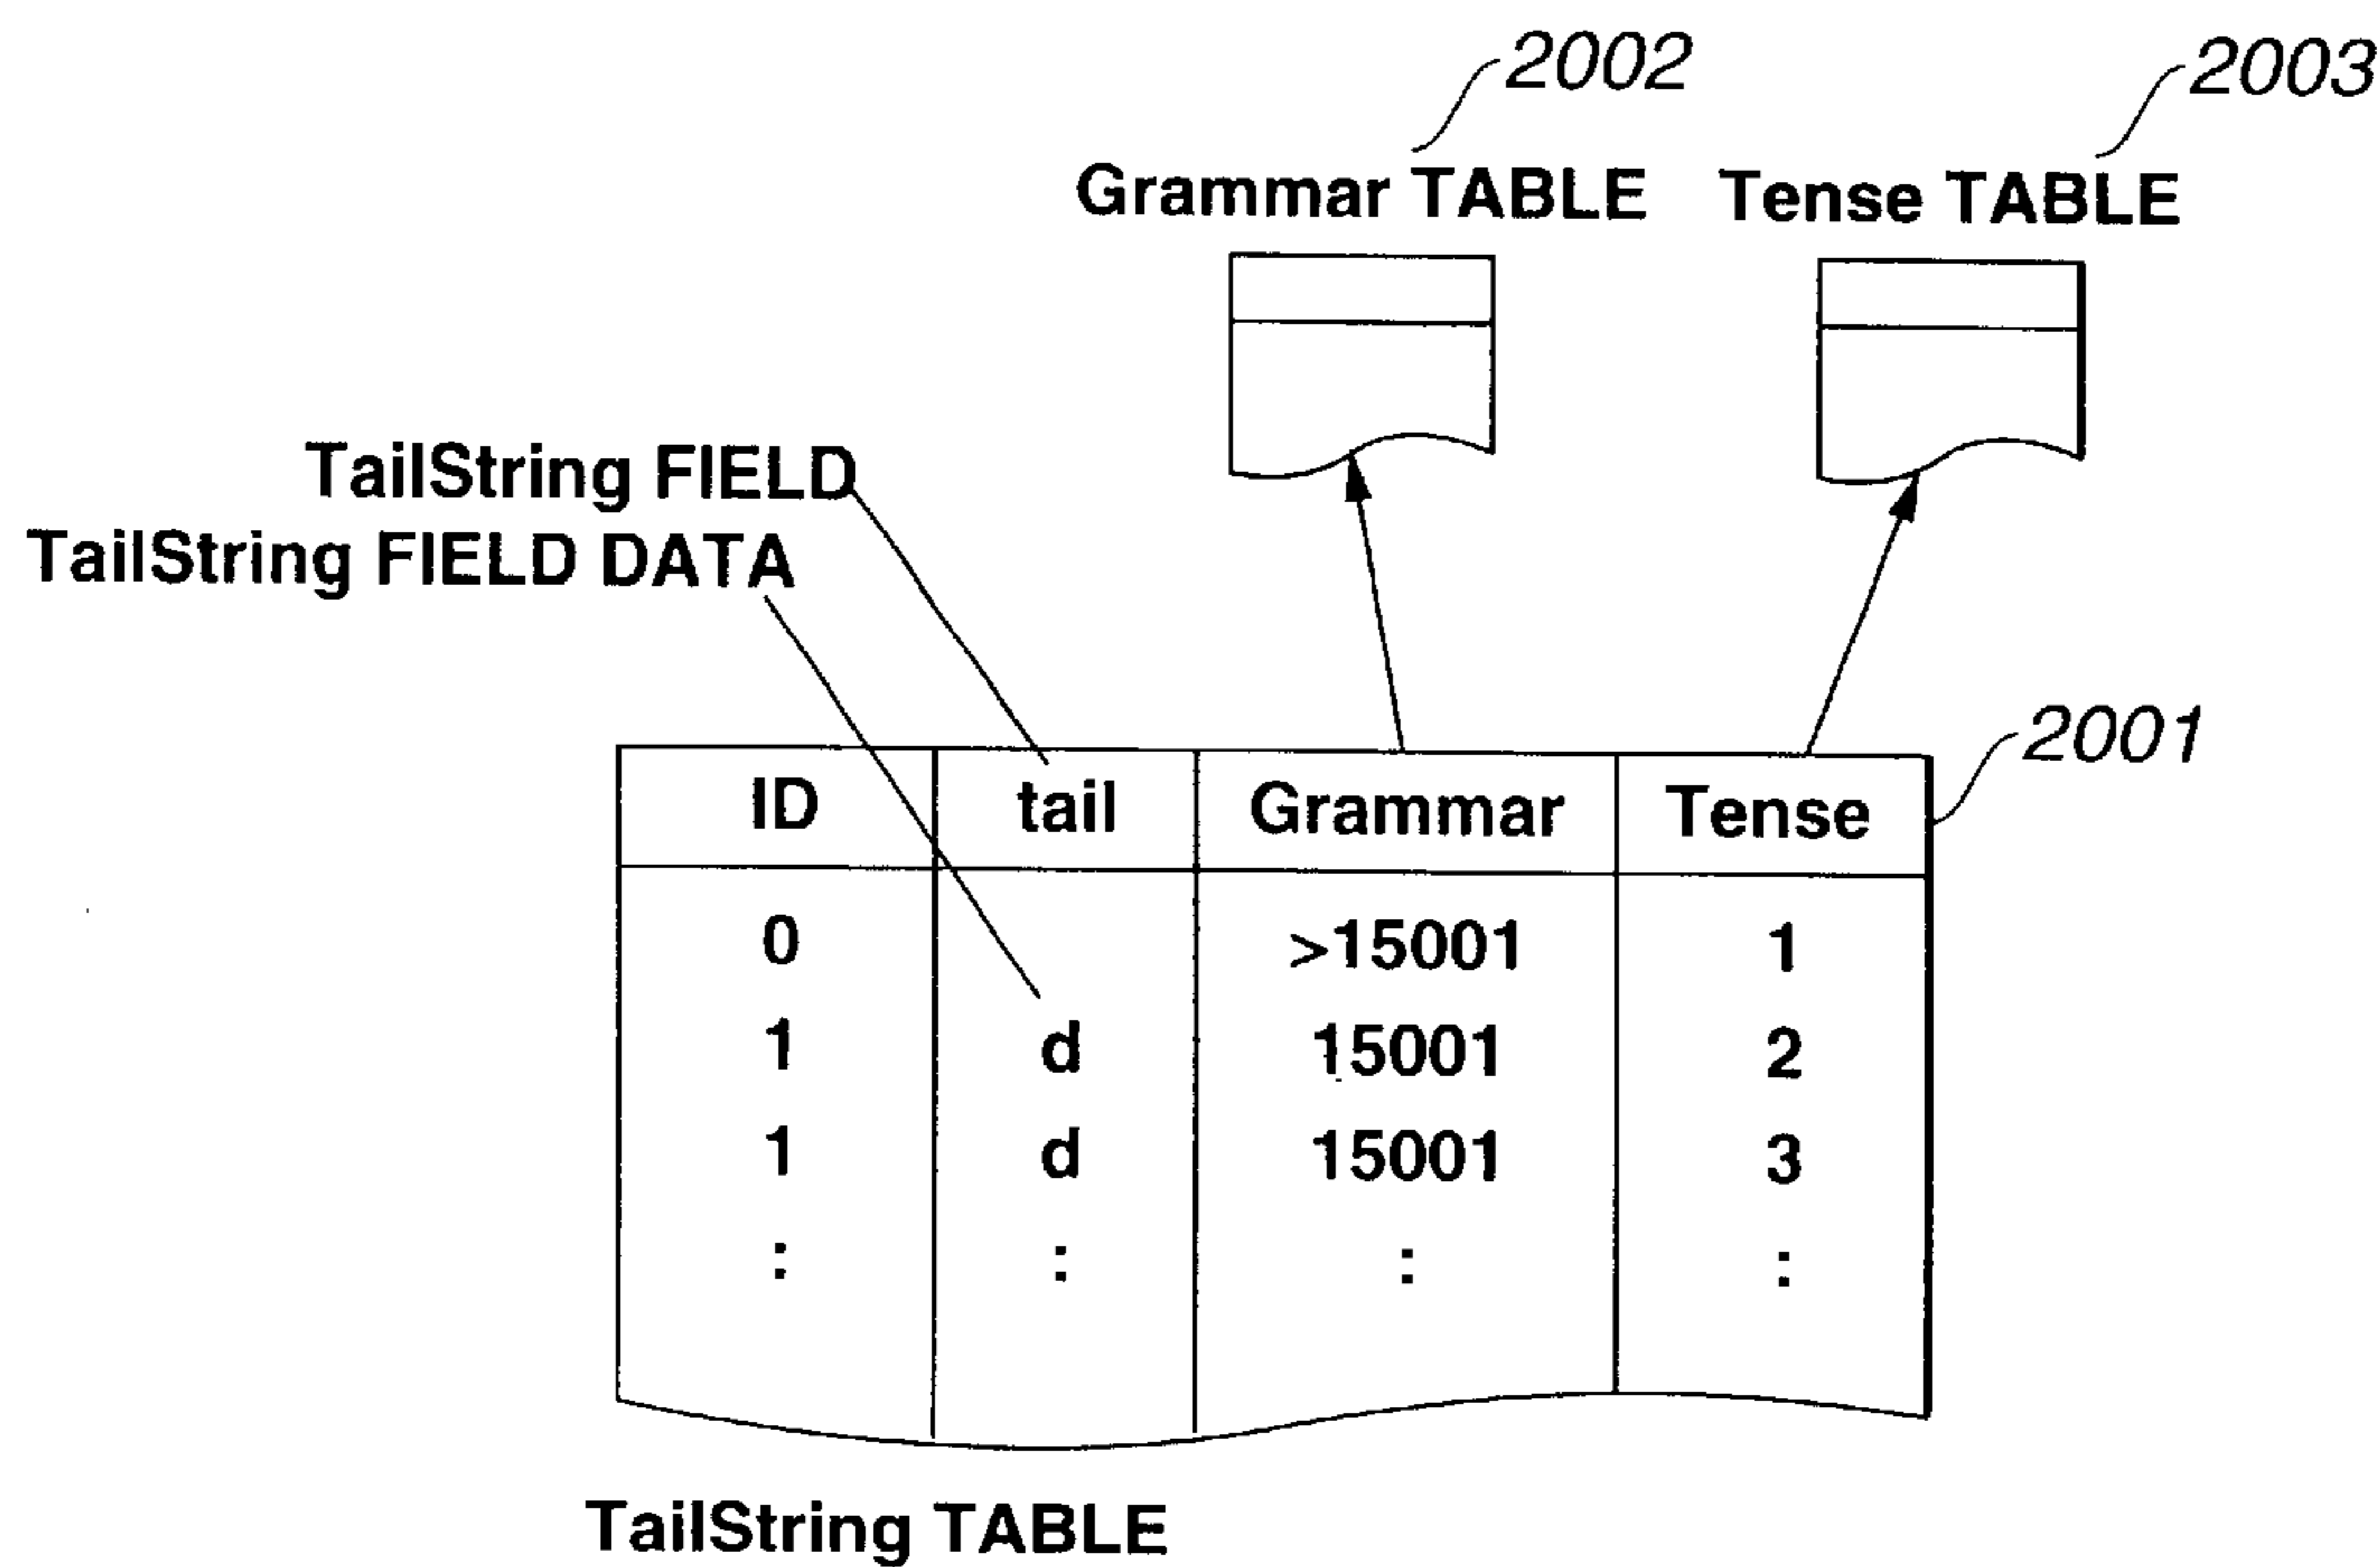 2002 2003
Grammar TABLE Tense TABLE
TailString FIELD
TailString FIELD DATA
2001
ID tail Grammar Tense
0 >15001 1
1 d 15001 2
1 d 15001 3
: : : :
TailString TABLE